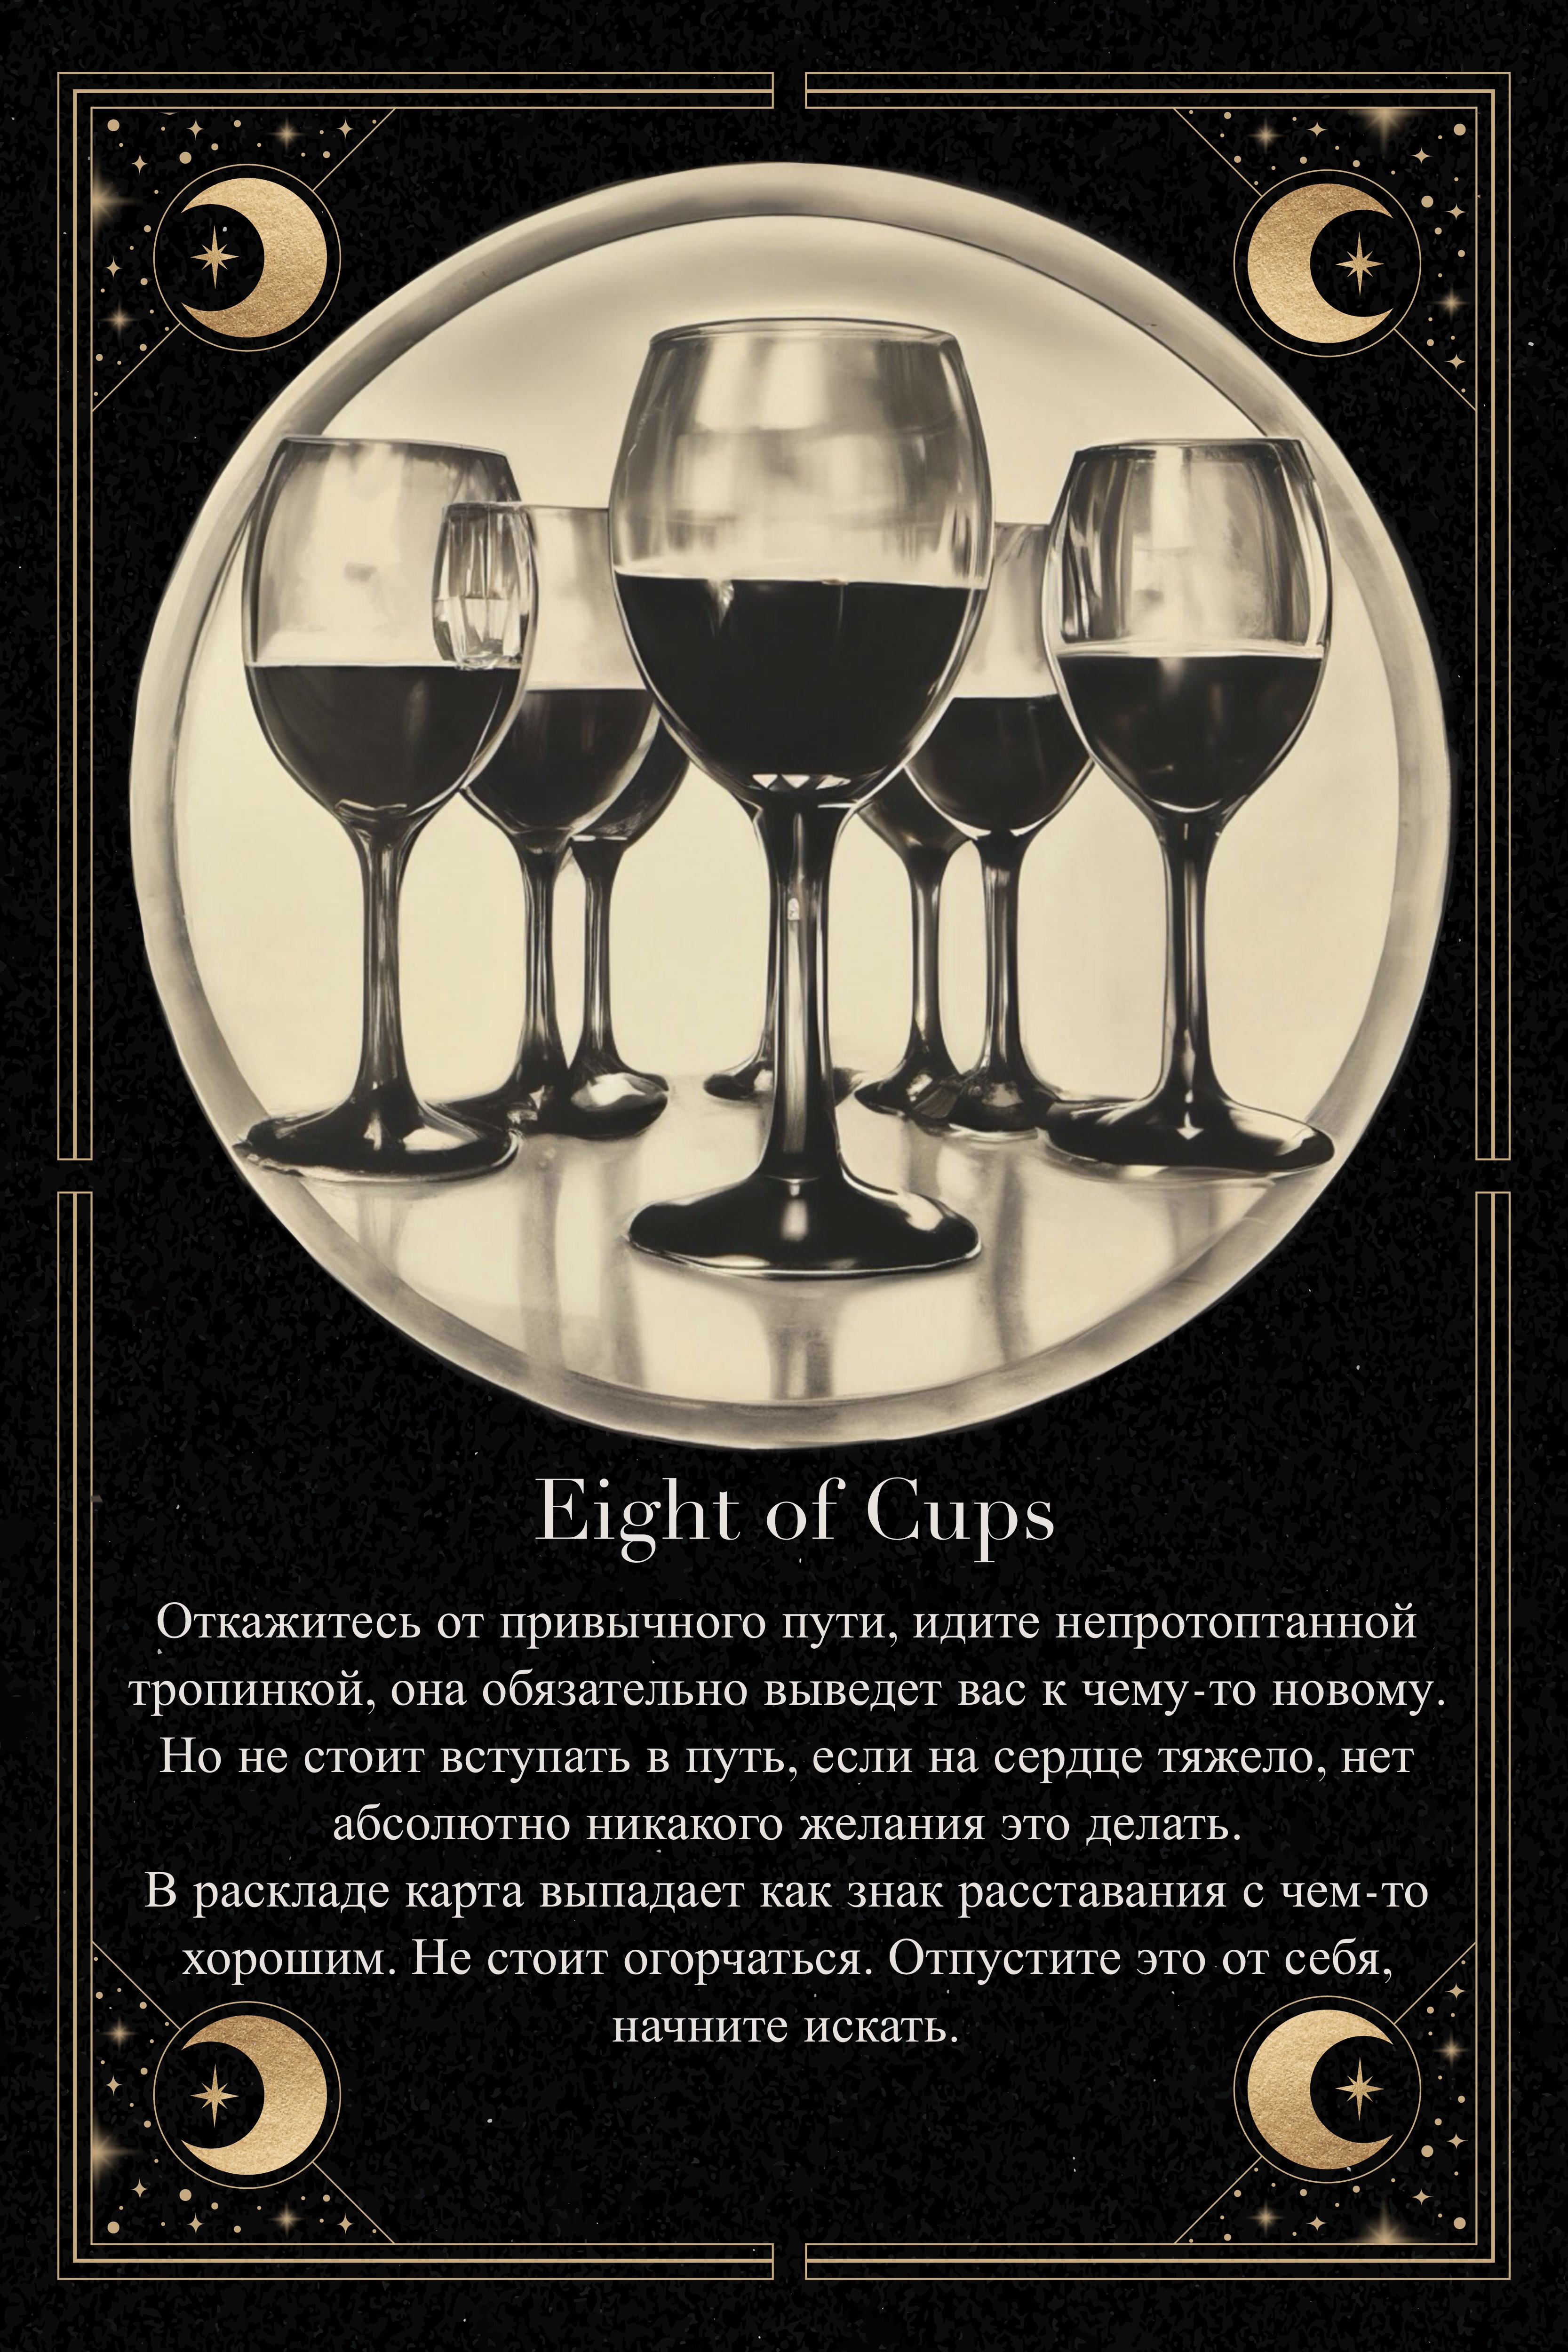 Eight of Cups
Откажитесь от привычного пути, идите непротоптанной
тропинкой, она обязательно выведет вас к чему-то новому.
Но не стоит вступать в путь, если на сердце тяжело, нет
абсолютно никакого желания это делать.
В раскладе карта выпадает как знак расставания с чем-то
хорошим. Не стоит огорчаться. Отпустите это от себя,
начните искать.